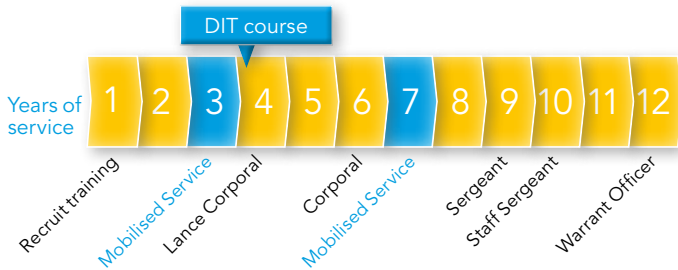 DIT course
Years of
service
1 2 3 4 5 6 7 8 9 10 11 12
Recruit training
Mobilised Service
Lance Corporal
Corporal
Mobilised Service
Sergeant
Staff Sergeant
Warrant Officer